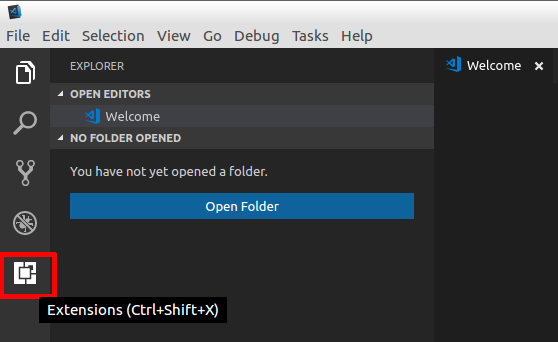 File Edit Selection View Go Debug Tasks Help
EXPLORER
Welcome
OPEN EDITORS
Welcome
NO FOLDER OPENED
You have not yet opened a folder.
Open Folder
Extensions (Ctrl+Shift+X)